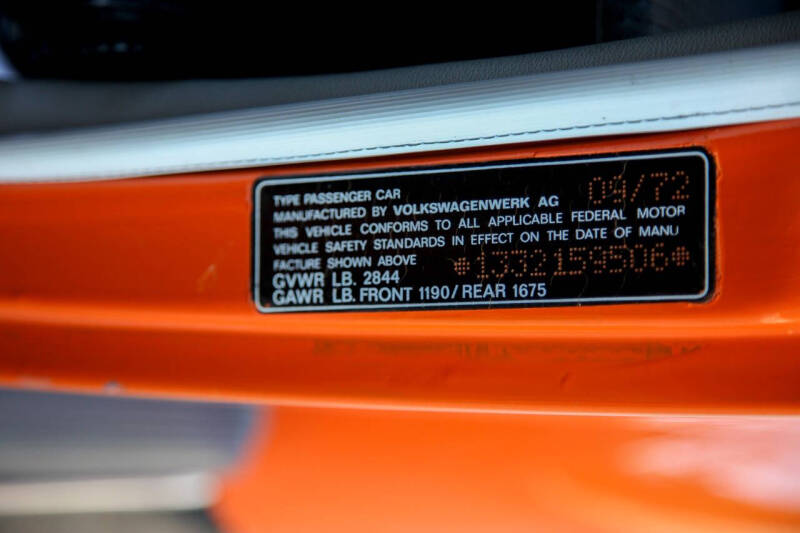 TYPE PASSENGER CAR 04/72
MANUFACTURED BY VOLKSWAGENWERK AG
THIS VEHICLE CONFORMS TO ALL APPLICABLE FEDERAL MOTOR
VEHICLE SAFETY STANDARDS IN EFFECT ON THE DATE OF MANU
FACTURE SHOWN ABOVE *1332159506*
GVWR LB. 2844
GAWR LB. FRONT 1190/ REAR 1675